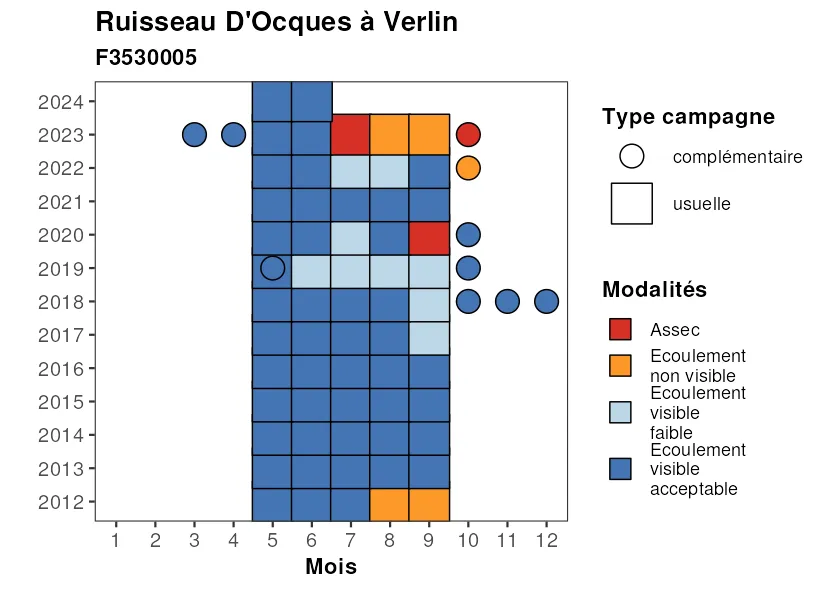 Ruisseau D'Ocques à Verlin
F3530005
2024
2023
2022
2021
2020
2019
2018
2017
2016
2015
2014
2013
2012
1 2 3 4 5 6 7 8 9 10 11 12
Mois
Type campagne
complémentaire
usuelle
Modalités
Assec
Ecoulement
non visible
Ecoulement
visible
faible
Ecoulement
visible
acceptable